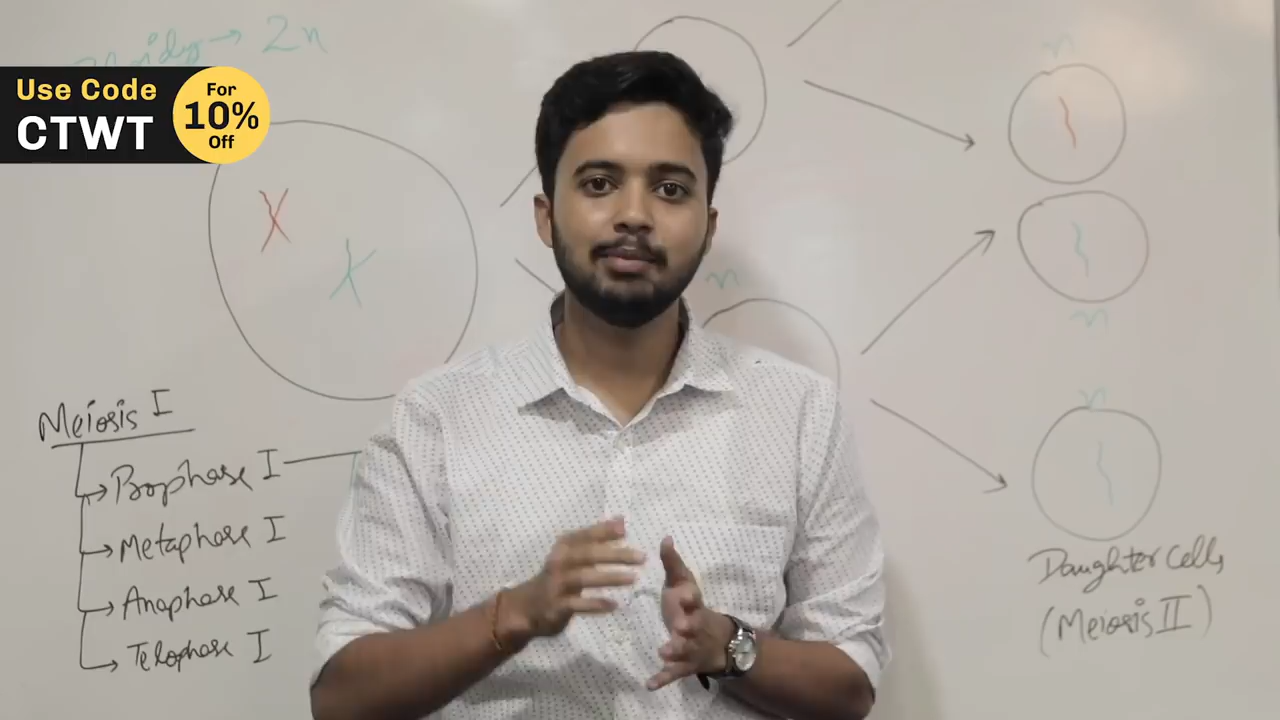 2n
Use Code
CTWT
For
10%
Off
n
n
n
n
Meiosis I
Prophase I
Metaphase I
Anaphase I
Telophase I
Daughter cells
(Meiosis II)